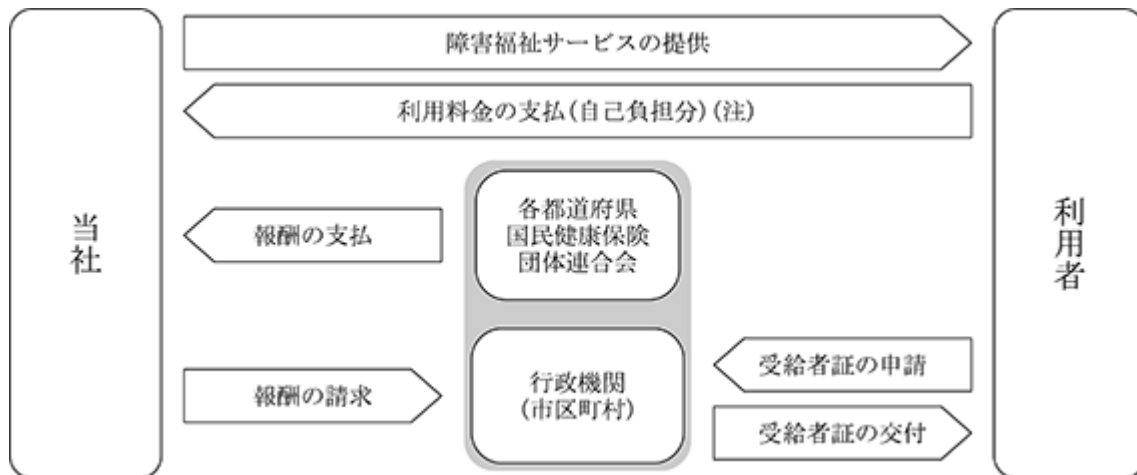 障害福祉サービスの提供
利用料金の支払(自己負担分)(注)
当社
利用者
各都道府県
国民健康保険
団体連合会
報酬の支払
行政機関
(市区町村)
報酬の請求
受給者証の申請
受給者証の交付